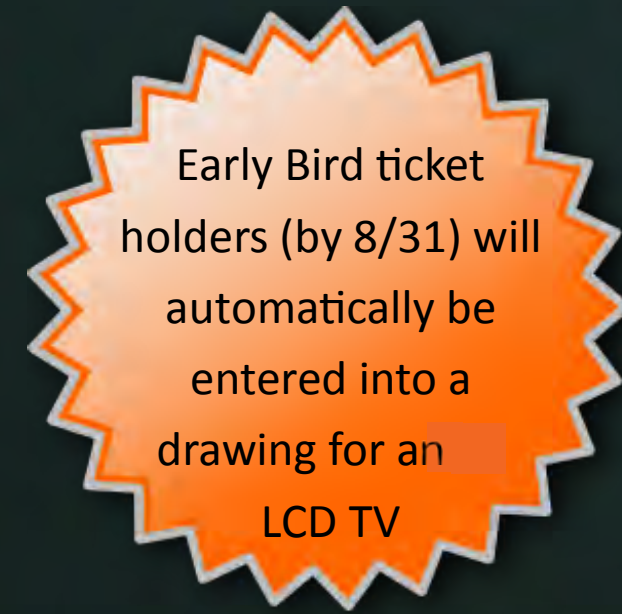 Early Bird ticket
holders (by 8/31) will
automatically be
entered into a
drawing for an
LCD TV